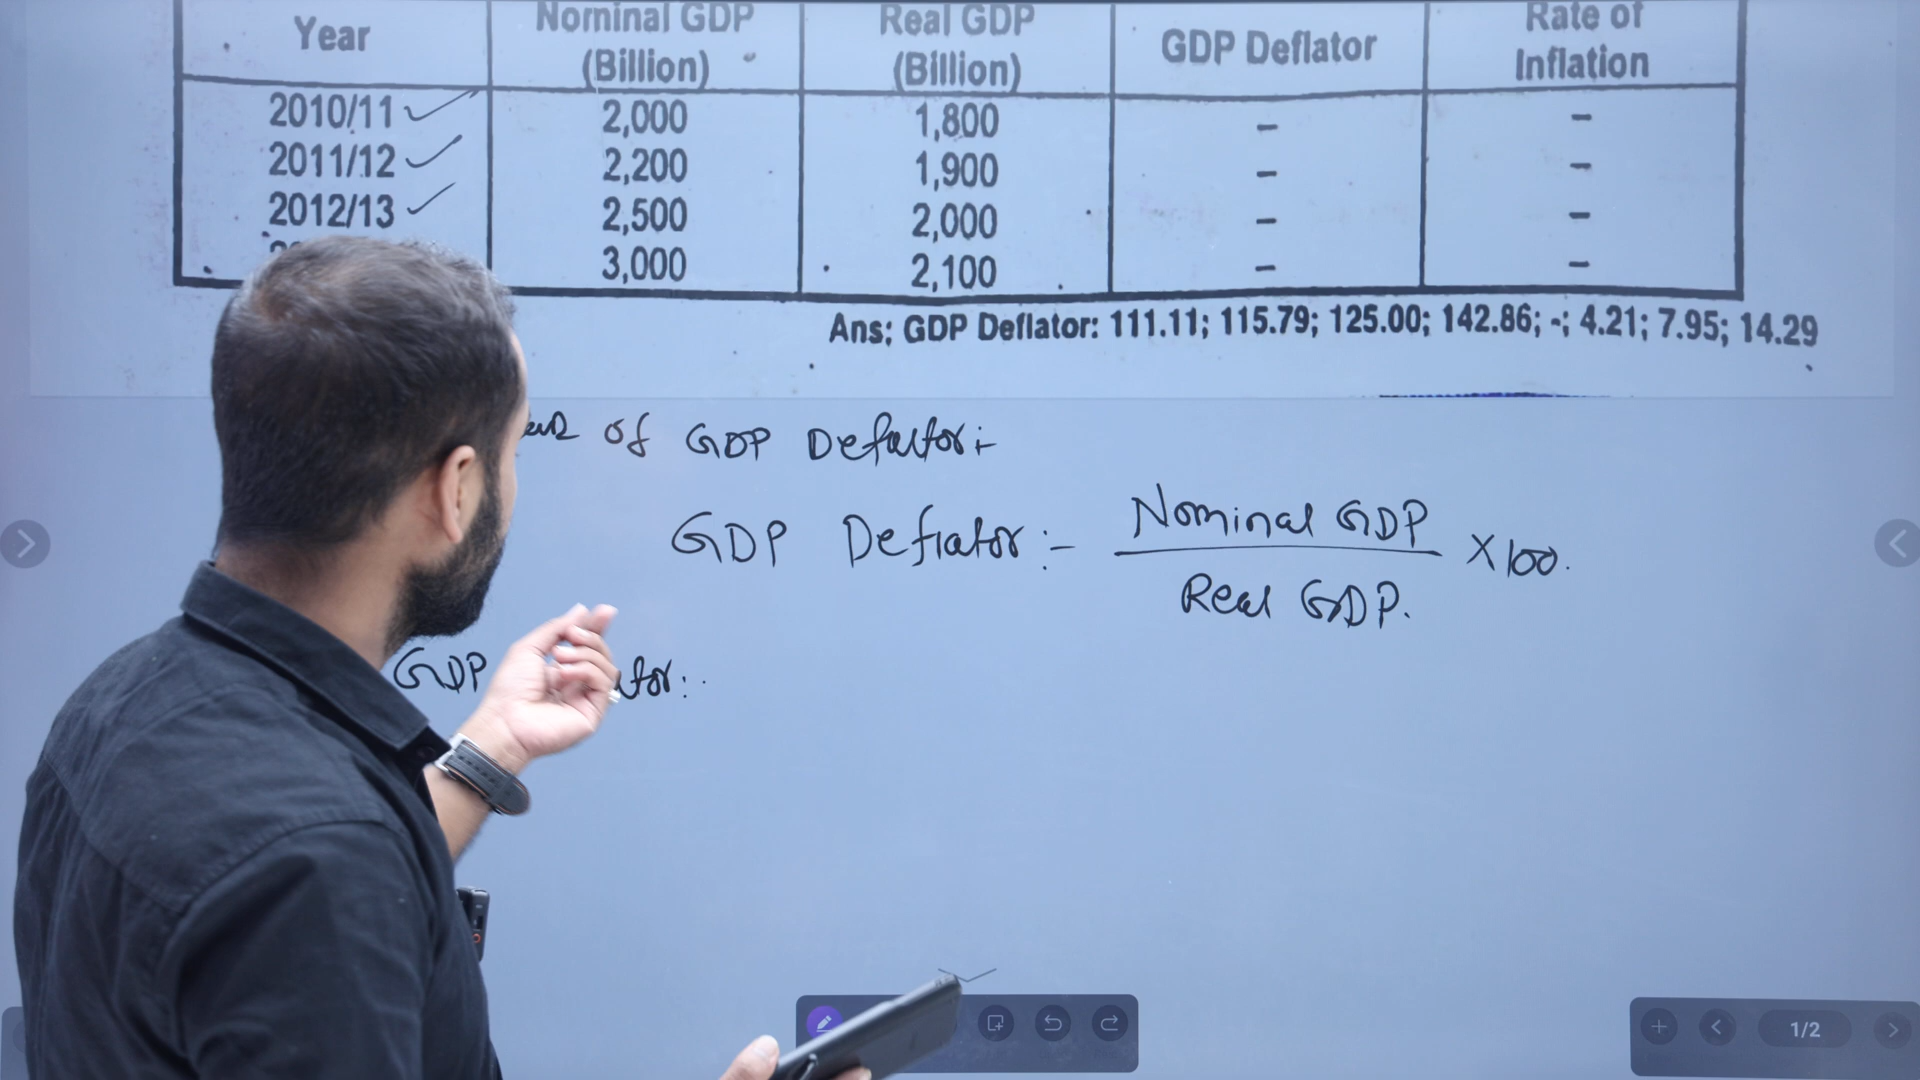 Year Nominal GDP (Billion) Real GDP (Billion) GDP Deflator Rate of Inflation
2010/11 2,000 1,800 - -
2011/12 2,200 1,900 - -
2012/13 2,500 2,000 - -
3,000 2,100 - -
Ans; GDP Deflator: 111.11; 115.79; 125.00; 142.86; -; 4.21; 7.95; 14.29
of GDP Defaltor:-
GDP Deflator:- Nominal GDP / Real GDP. X100.
GDP
1/2